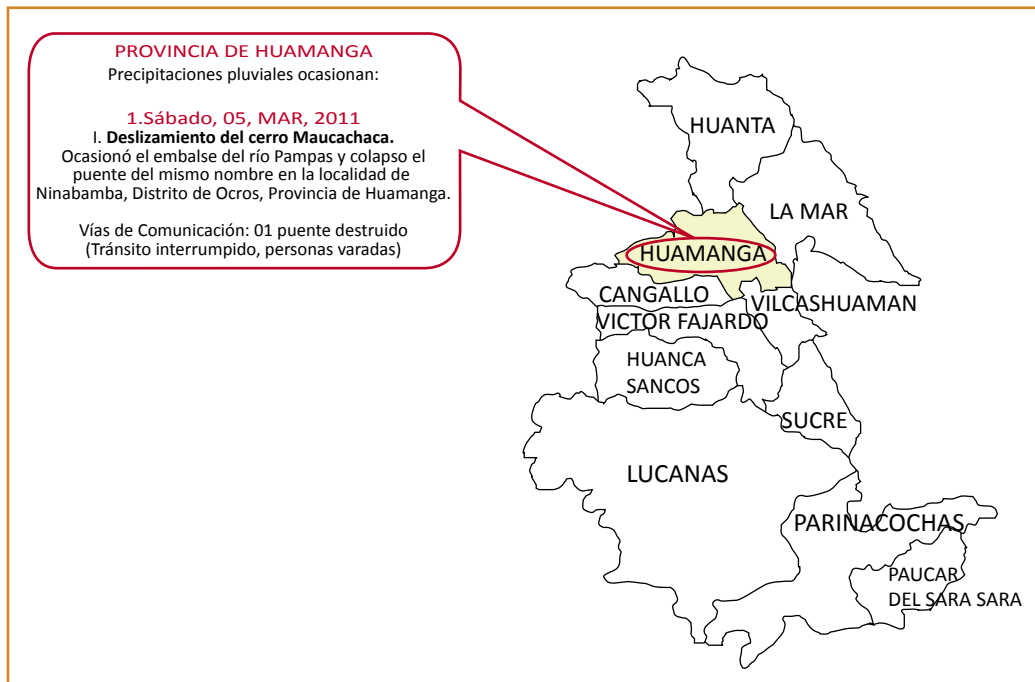 PROVINCIA DE HUAMANGA
Precipitaciones pluviales ocasionan:
1.Sábado, 05, MAR, 2011
I. Deslizamiento del cerro Maucachaca.
Ocasionó el embalse del río Pampas y colapso el
puente del mismo nombre en la localidad de
Ninabamba, Distrito de Ocros, Provincia de Huamanga.
Vías de Comunicación: 01 puente destruido
(Tránsito interrumpido, personas varadas)
HUANTA
LA MAR
HUAMANGA
CANGALLO
VILCASHUAMAN
VICTOR FAJARDO
HUANCA
SANCOS
SUCRE
LUCANAS
PARINACOCHAS
PAUCAR
DEL SARA SARA